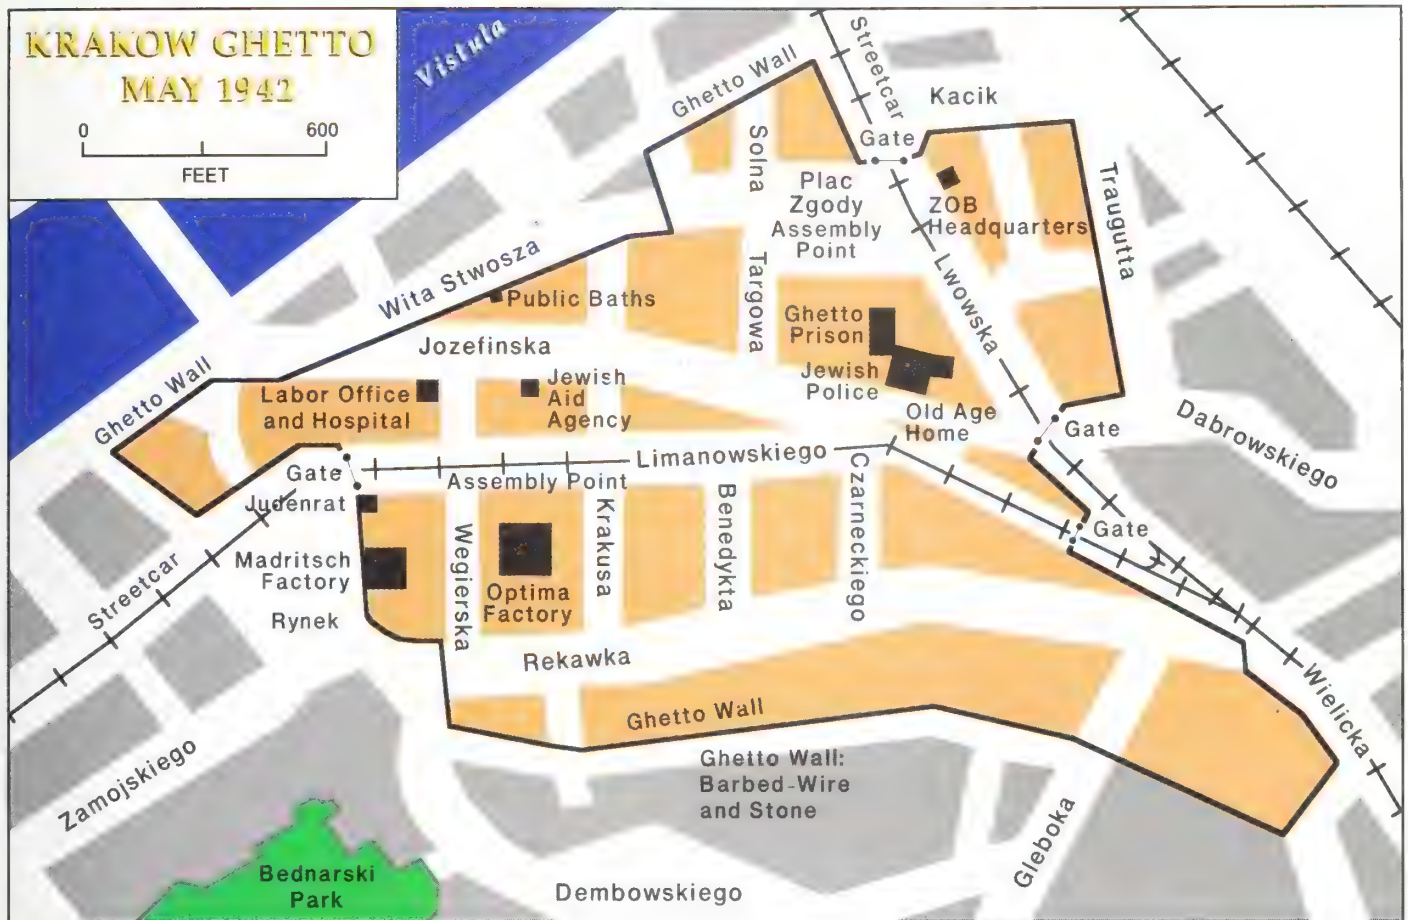 KRAKOW GHETTO
MAY 1942
0 600
FEET
Vistula
Ghetto Wall
Streetcar
Kacik
Gate
Solna
Plac
Zgody
Assembly
Point
ZOB
Headquarters
Traugutta
Wita Stwosza
Public Baths
Targowa
Lwowska
Ghetto
Prison
Jozefinska
Jewish
Police
Ghetto Wall
Labor Office
and Hospital
Jewish
Aid
Agency
Old Age
Home
Gate
Dabrowskiego
Gate
Limanowskiego
Assembly Point
Judenrat
Gate
Wegierska
Krakusa
Benedykta
Czarneckiego
Streetcar
Madritsch
Factory
Optima
Factory
Rynek
Rekawka
Wielicka
Ghetto Wall
Zamojskiego
Ghetto Wall:
Barbed-Wire
and Stone
Gleboka
Bednarski
Park
Dembowskiego